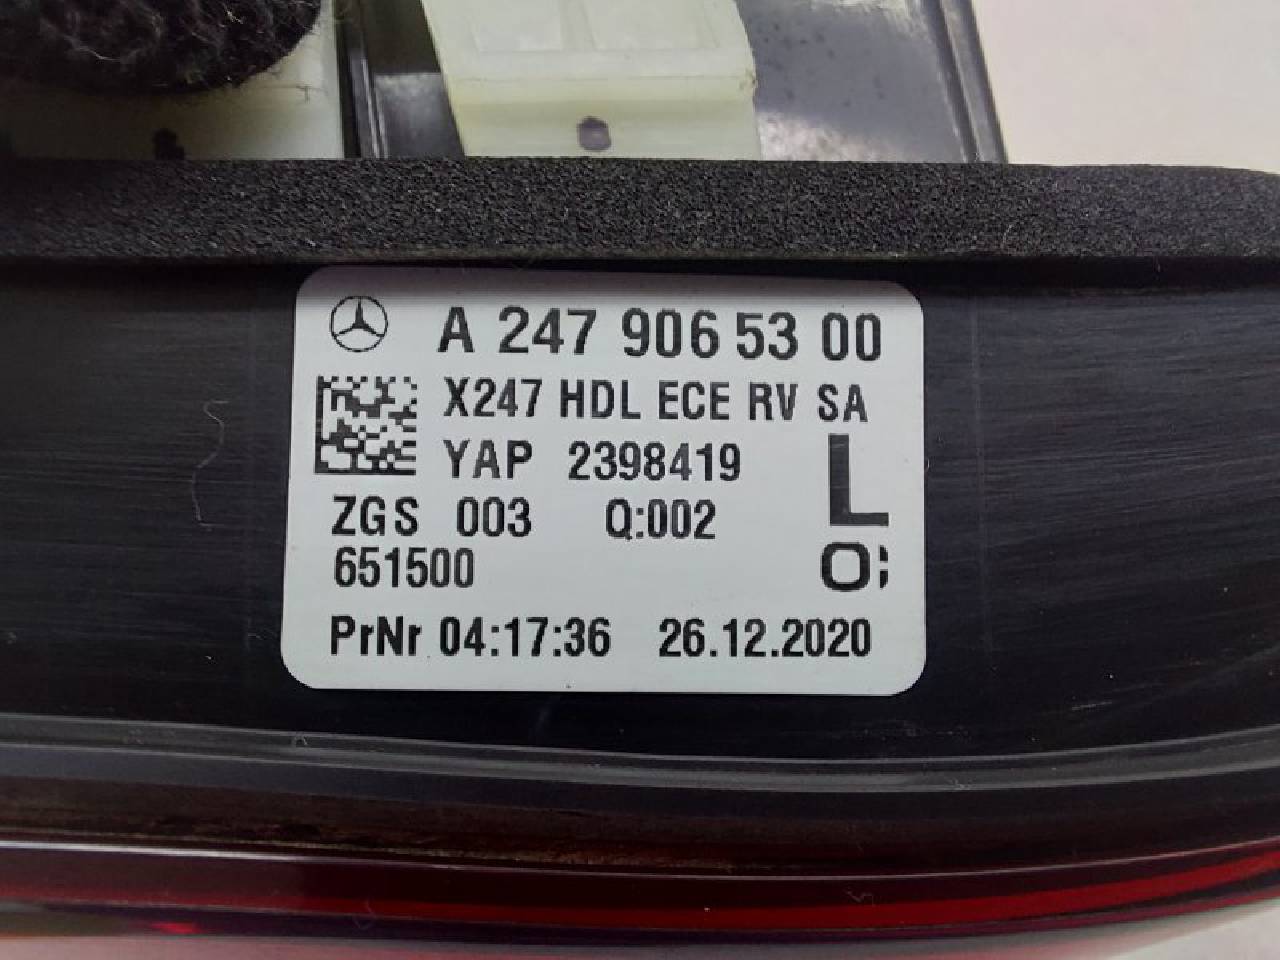 A 247 906 53 00
X247 HDL ECE RV SA
YAP 2398419
L
ZGS 003 Q:002
651500
O;
PrNr 04:17:36 26.12.2020